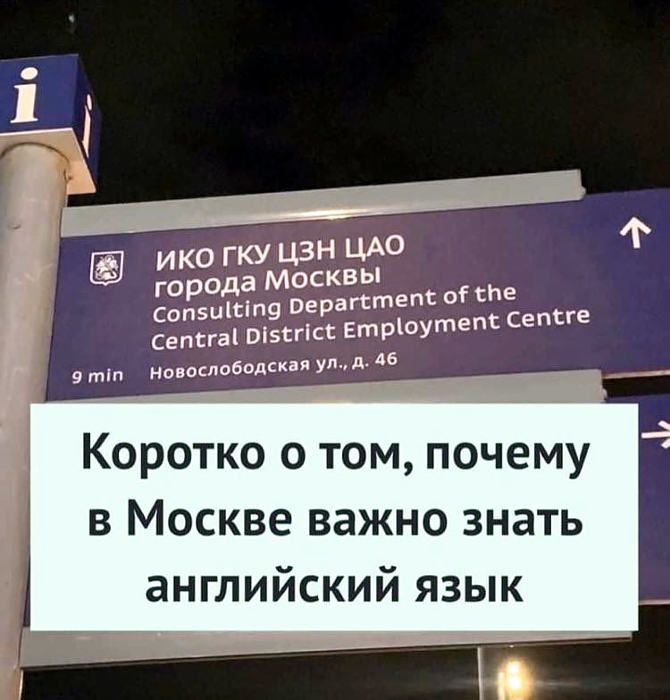 i
ИКО ГКУ ЦЗН ЦАО
города Москвы
Consulting Department of the
Central District Employment Centre
9 min Новослободская ул., д. 46
Коротко о том, почему
в Москве важно знать
английский язык